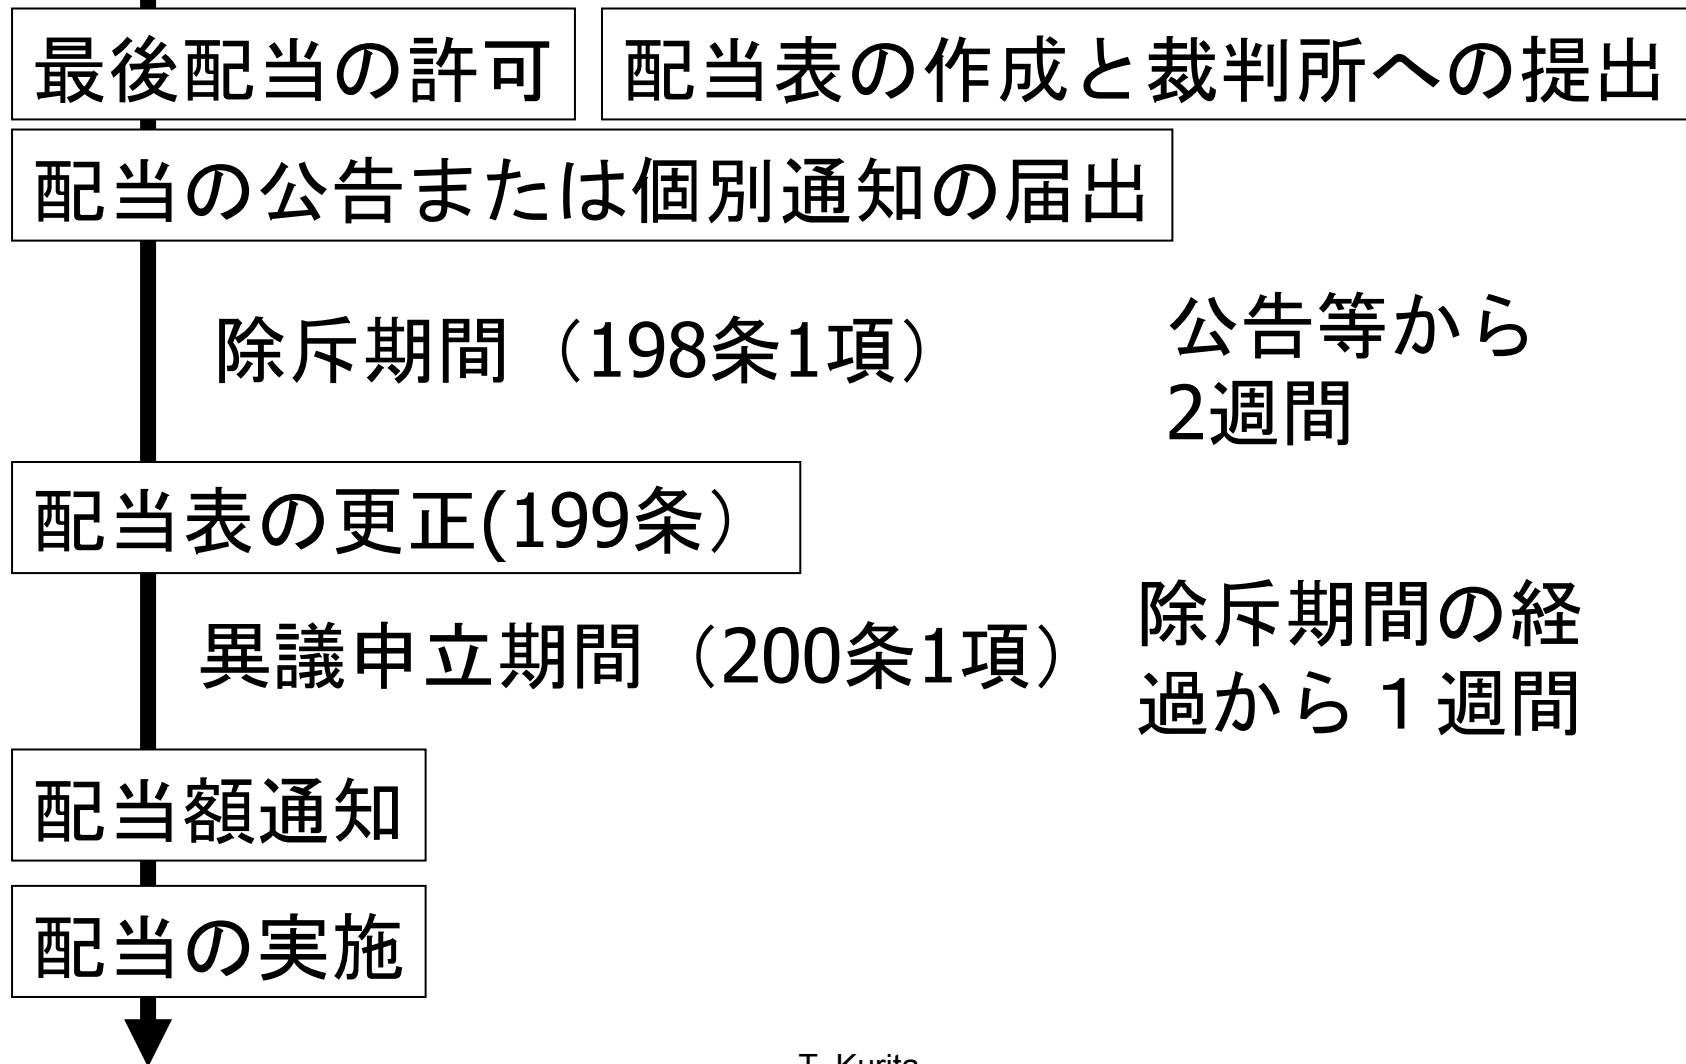 最後配当の許可
配当表の作成と裁判所への提出
配当の公告または個別通知の届出
除斥期間（198条1項）
公告等から
2週間
配当表の更正(199条）
異議申立期間（200条1項）
除斥期間の経
過から１週間
配当額通知
配当の実施
T. Kurita